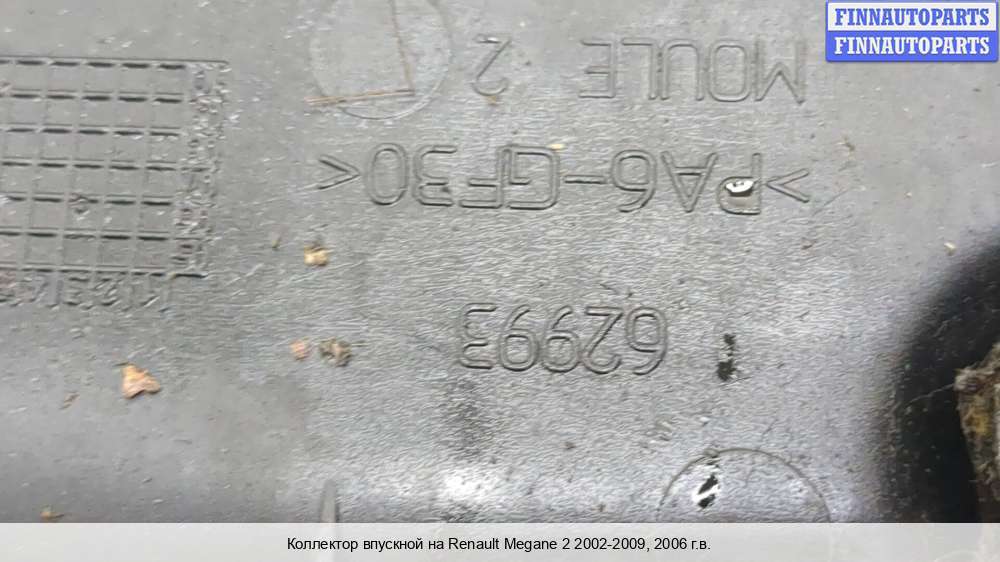 FINNAUTOPARTS
FINNAUTOPARTS
62993
>PA6-GF30<
MOULE 2
Коллектор впускной на Renault Megane 2 2002-2009, 2006 г.в.